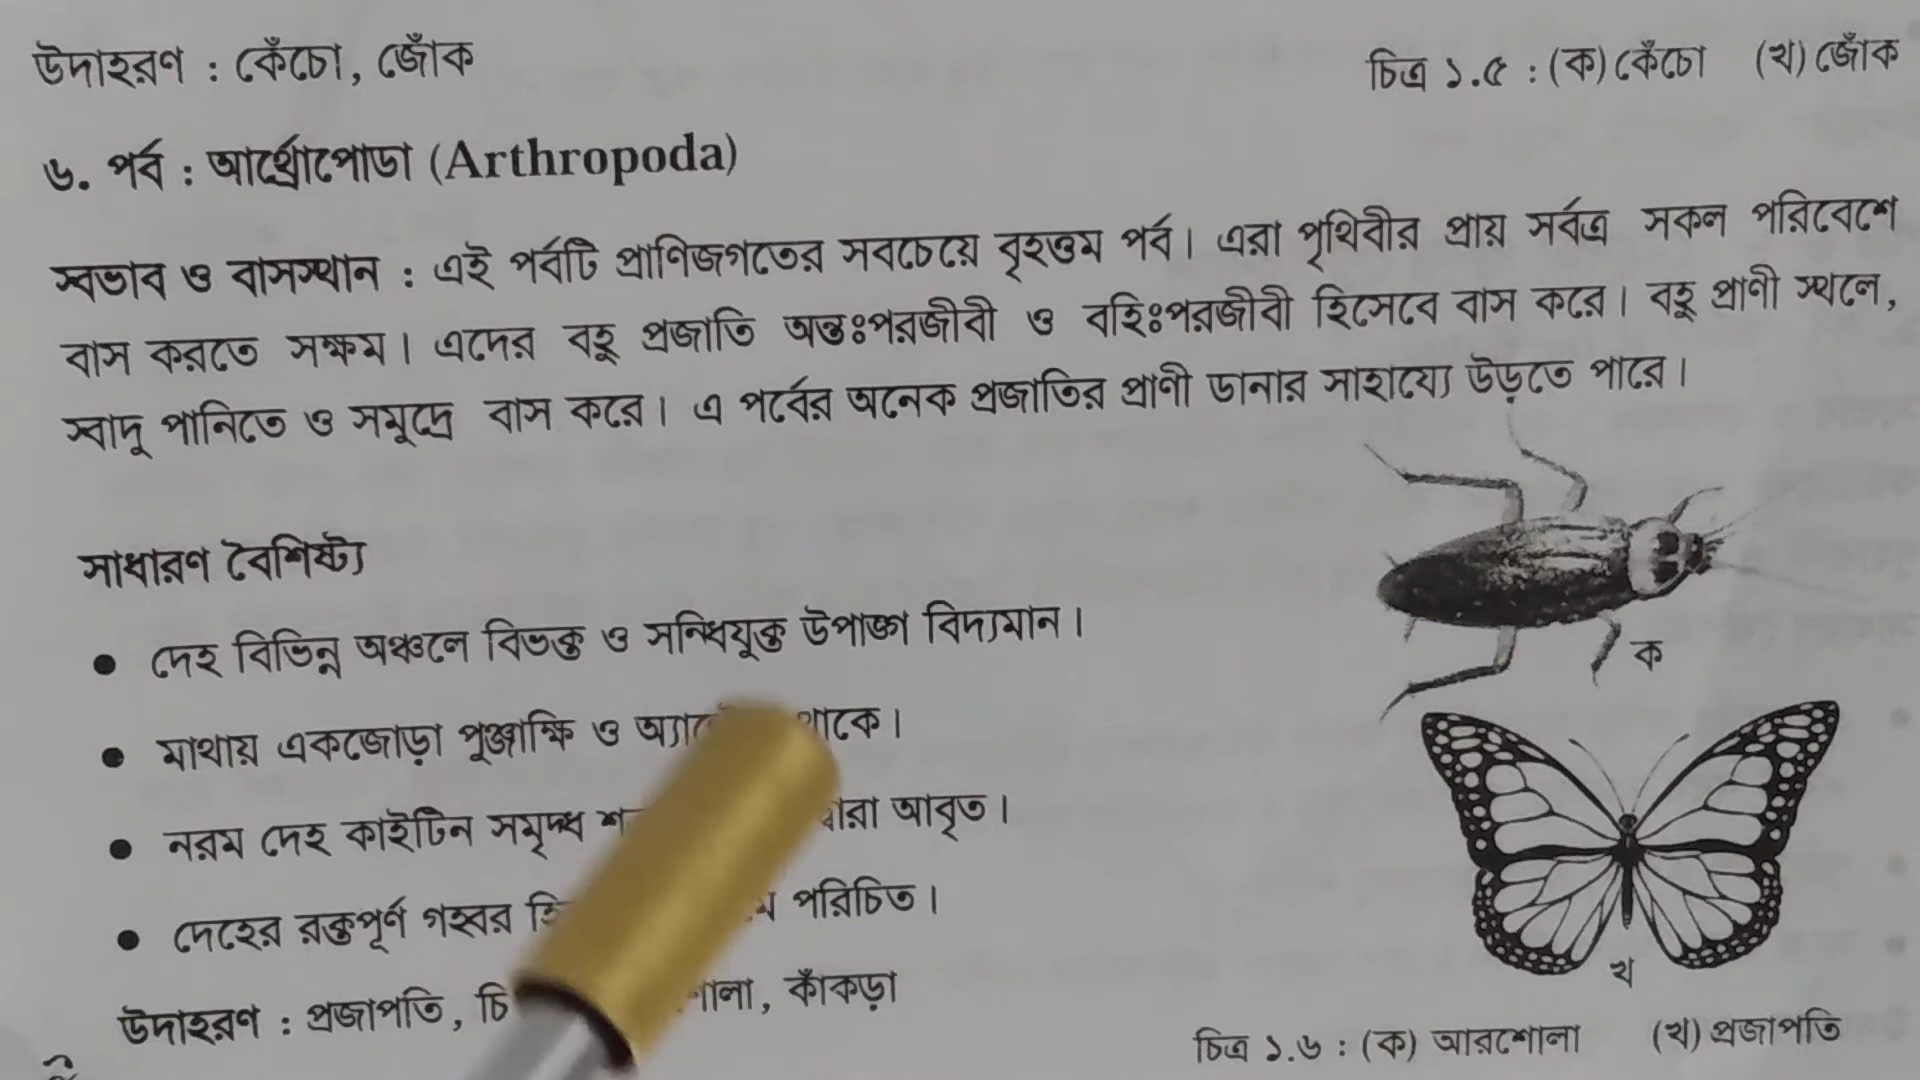 উদাহরণ : কেঁচো, জোঁক
চিত্র ১.৫ : (ক) কেঁচো (খ) জোঁক
৬. পর্ব : আর্থ্রোপোডা (Arthropoda)
স্বভাব ও বাসস্থান : এই পর্বটি প্রাণিজগতের সবচেয়ে বৃহত্তম পর্ব। এরা পৃথিবীর প্রায় সর্বত্র সকল পরিবেশে
বাস করতে সক্ষম। এদের বহু প্রজাতি অন্তঃপরজীবী ও বহিঃপরজীবী হিসেবে বাস করে। বহু প্রাণী স্থলে,
স্বাদু পানিতে ও সমুদ্রে বাস করে। এ পর্বের অনেক প্রজাতির প্রাণী ডানার সাহায্যে উড়তে পারে।
সাধারণ বৈশিষ্ট্য
• দেহ বিভিন্ন অঞ্চলে বিভক্ত ও সন্ধিযুক্ত উপাঙ্গ বিদ্যমান।
• মাথায় একজোড়া পুঞ্জাক্ষি ও থাকে।
• নরম দেহ কাইটিন সমৃদ্ধ দ্বারা আবৃত।
• দেহের রক্তপূর্ণ গহ্বর পরিচিত।
উদাহরণ : প্রজাপতি, কাঁকড়া
ক
খ
চিত্র ১.৬ : (ক) আরশোলা (খ) প্রজাপতি